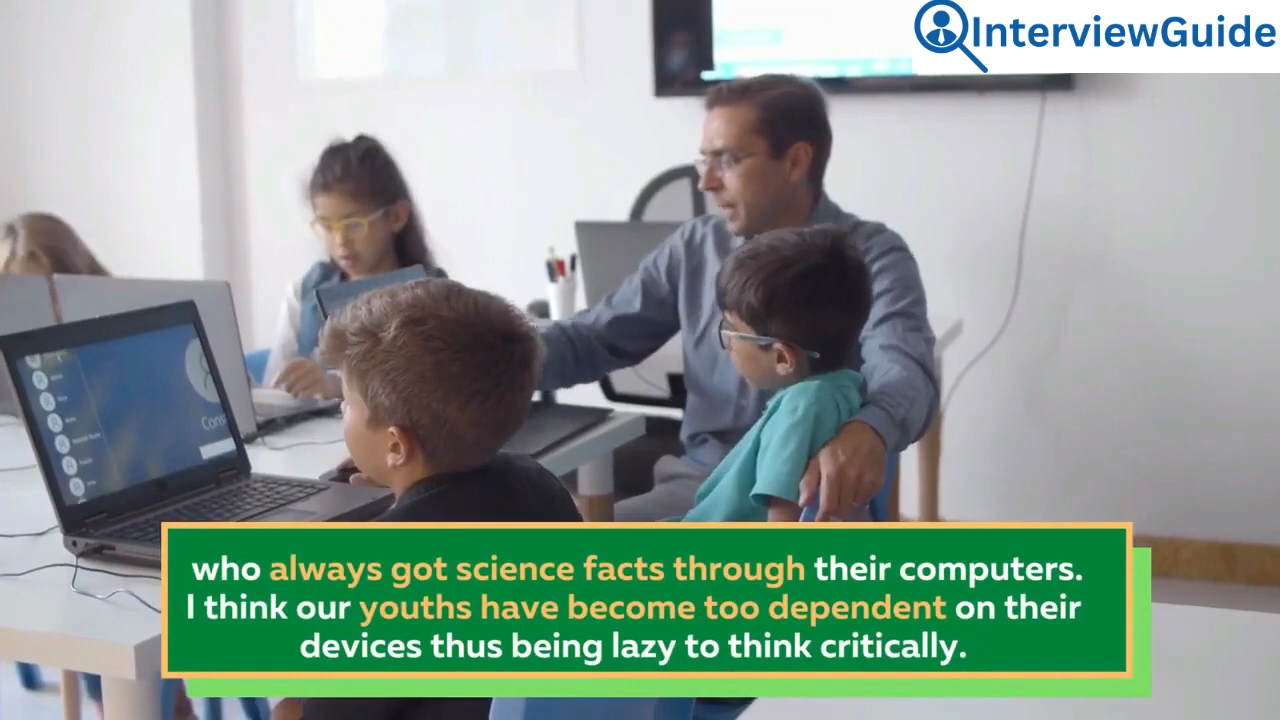 InterviewGuide
Cons
who always got science facts through their computers.
I think our youths have become too dependent on their
devices thus being lazy to think critically.